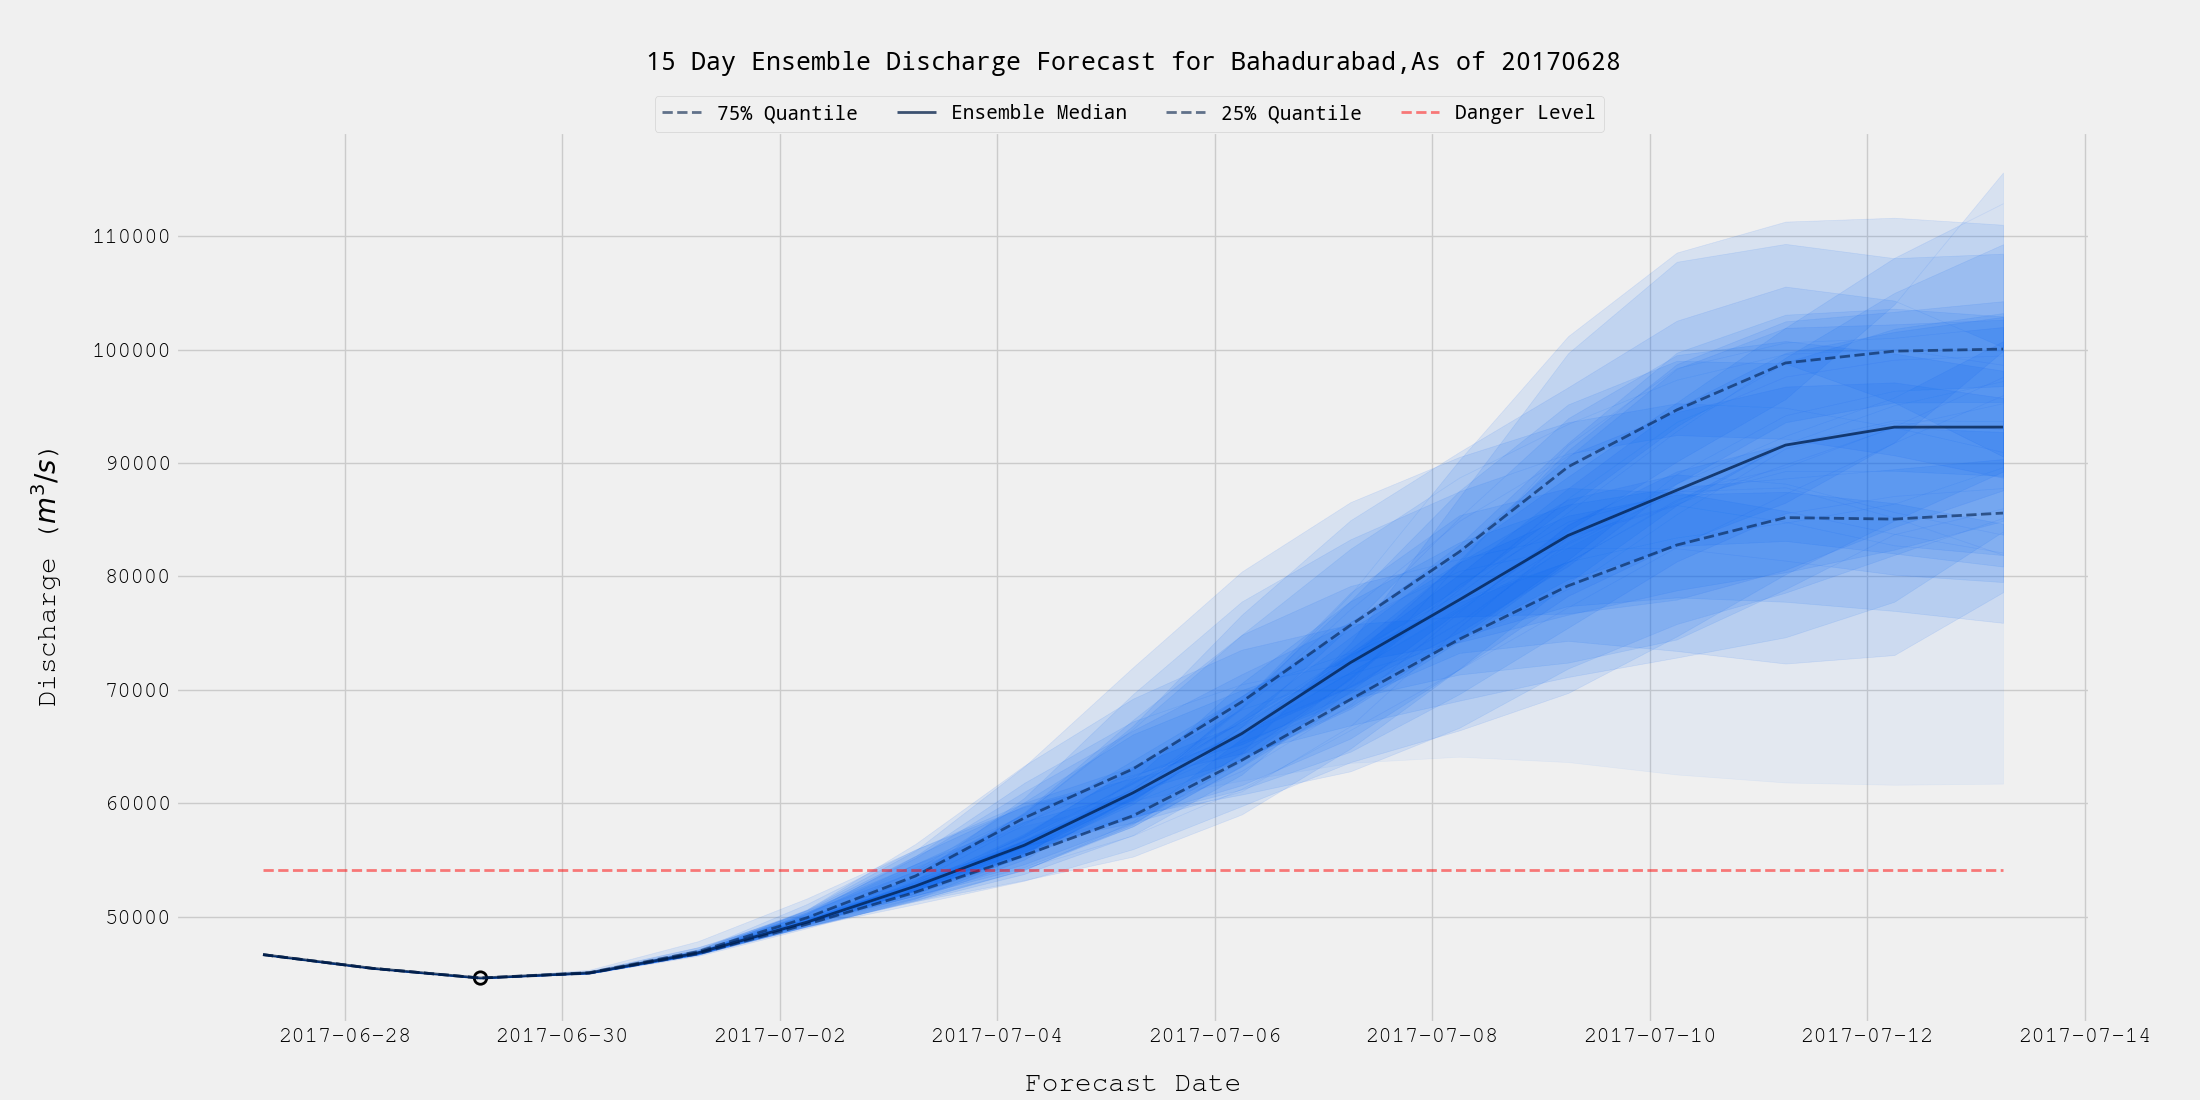 15 Day Ensemble Discharge Forecast for Bahadurabad,As of 20170628
75% Quantile Ensemble Median 25% Quantile Danger Level
110000
100000
90000
80000
70000
60000
50000
Discharge (m³/s)
2017-06-28 2017-06-30 2017-07-02 2017-07-04 2017-07-06 2017-07-08 2017-07-10 2017-07-12 2017-07-14
Forecast Date